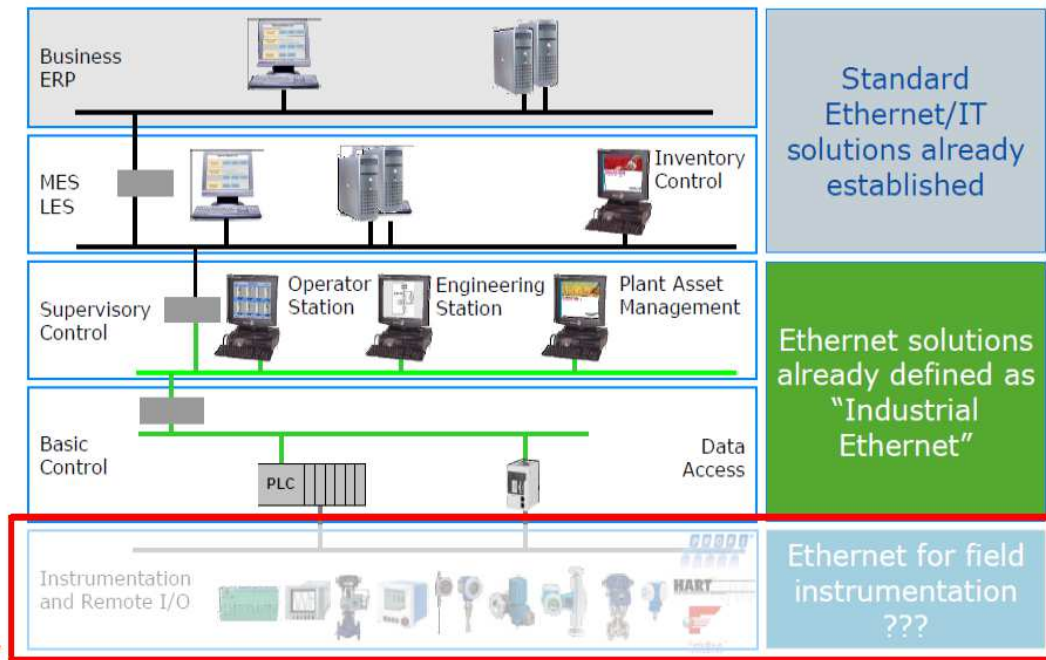 Business
ERP
MES
LES
Inventory
Control
Standard
Ethernet/IT
solutions already
established
Supervisory
Control
Operator
Station
Engineering
Station
Plant Asset
Management
Ethernet solutions
already defined as
“Industrial
Ethernet”
Basic
Control
PLC
Data
Access
Instrumentation
and Remote I/O
HART
Ethernet for field
instrumentation
???